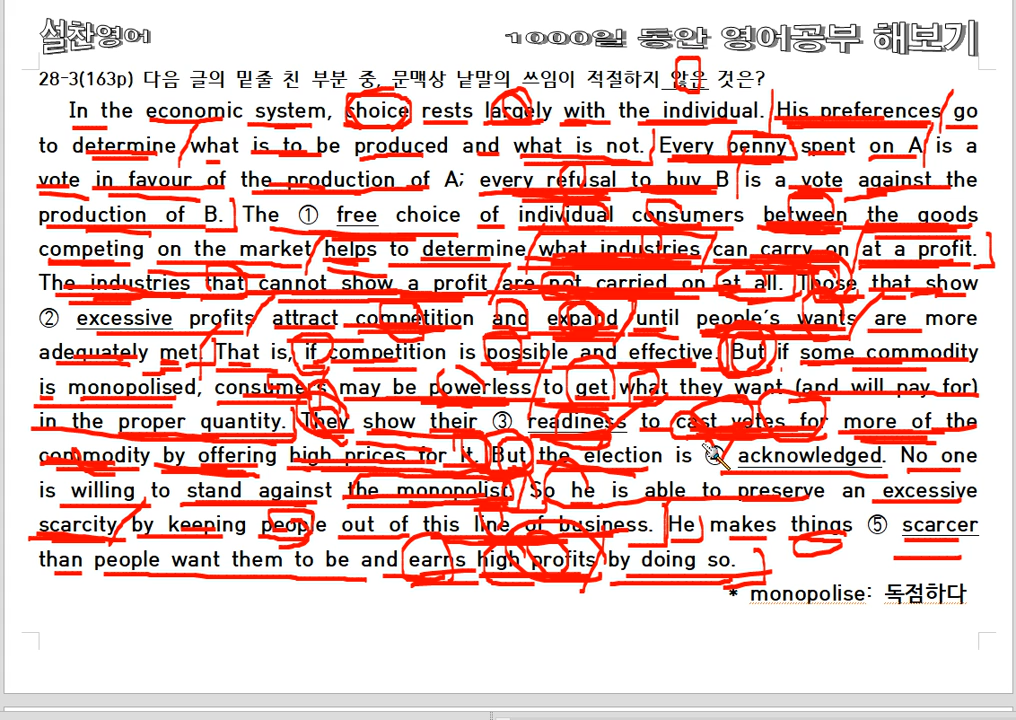 설찬영어 1000일 동안 영어공부 해보기
28-3(163p) 다음 글의 밑줄 친 부분 중, 문맥상 낱말의 쓰임이 적절하지 않은 것은?
In the economic system, choice rests largely with the individual. His preferences go
to determine what is to be produced and what is not. Every penny spent on A is a
vote in favour of the production of A; every refusal to buy B is a vote against the
production of B. The ① free choice of individual consumers between the goods
competing on the market helps to determine what industries can carry on at a profit.
The industries that cannot show a profit are not carried on at all. Those that show
② excessive profits attract competition and expand until people's wants are more
adequately met. That is, if competition is possible and effective. But if some commodity
is monopolised, consumers may be powerless to get what they want (and will pay for)
in the proper quantity. They show their ③ readiness to cast votes for more of the
commodity by offering high prices for it. But the election is ④ acknowledged. No one
is willing to stand against the monopolist. So he is able to preserve an excessive
scarcity by keeping people out of this line of business. He makes things ⑤ scarcer
than people want them to be and earns high profits by doing so.
* monopolise: 독점하다